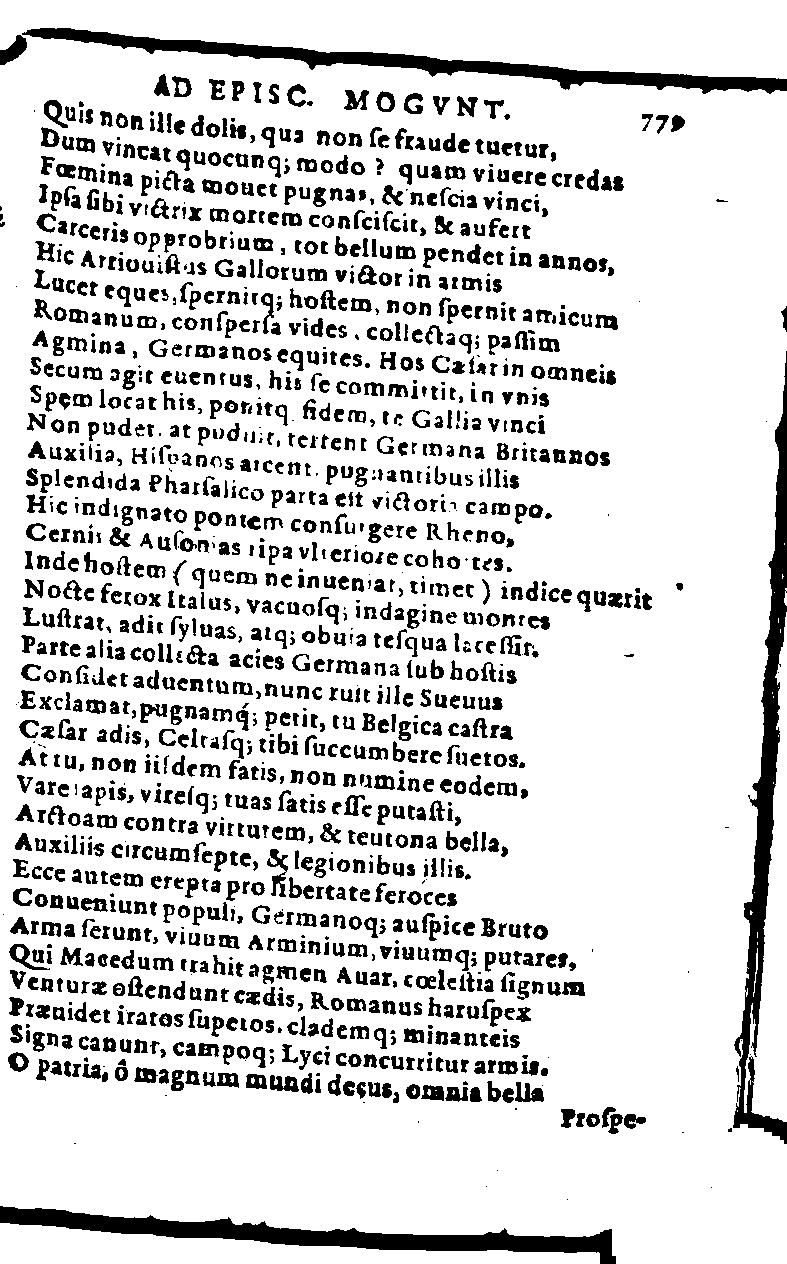 AD EPISC. MOGVNT. 779
Quis non ille dolis, qua non ſe fraude tuetur,
Dum vincat quocunq; modo ? quam viuere credas
Fœmina picta mouet pugnas, & neſcia vinci,
Ipſa ſibi victrix mortem conſciſcit, & aufert
Carceris opprobrium, tot bellum pendet in annos,
Hic Arriouiſtus Gallorum victor in armis
Lucet eques, ſpernitq; hoſtem, non ſpernit amicum
Romanum, conſperſa vides, collectaq; paſſim
Agmina, Germanos equites. Hos Cæſar in omneis
Secum agit euentus, his ſe committit, in vnis
Spem locat his, ponitq. fidem, te Gallia vinci
Non pudet, at puduit, terrent Germana Britannos
Auxilia, Hiſpanos arcent, pugnantibus illis
Splendida Pharſalico parta eſt victoria campo.
Hic indignato pontem conſurgere Rheno,
Cernis & Auſonias ripa vlteriore cohortes.
Inde hoſtem ( quem ne inueniat, timet ) indice quærit
Nocte ferox Italus, vacuoſq; indagine montes
Luſtrat, adit ſyluas, atq; obuia teſqua laceſſit.
Parte alia collecta acies Germana ſub hoſtis
Conſidet aduentum, nunc ruit ille Sueuus
Exclamat, pugnamq́; petit, tu Belgica caſtra
Cæſar adis, Celtaſq; tibi ſuccumbere ſuetos.
At tu, non iiſdem fatis, non numine eodem,
Vare rapis, vireſq; tuas ſatis eſſe putaſti,
Arctoam contra virtutem, & teutona bella,
Auxiliis circumſepte, & legionibus illis.
Ecce autem erepta pro libertate feroces
Conueniunt populi, Germanoq; auſpice Bruto
Arma ferunt, viuum Arminium, viuumq; putares,
Qui Macedum trahit agmen Auar, cœleſtia ſignum
Venturæ oſtendunt cædis, Romanus haruſpex
Præuidet iratos ſuperos, clademq; minanteis
Signa canunt, campoq; Lyci concurritur armis.
O patria, ô magnum mundi decus, omnia bella
Proſpe-